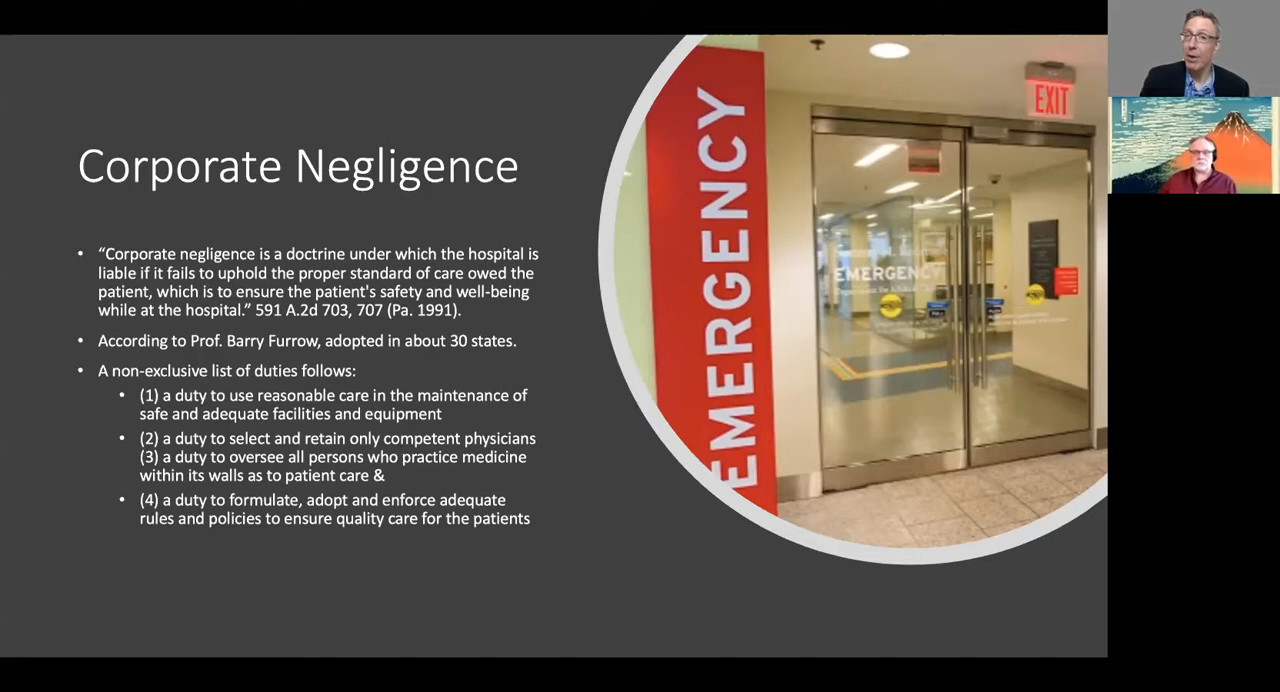 Corporate Negligence
• “Corporate negligence is a doctrine under which the hospital is
liable if it fails to uphold the proper standard of care owed the
patient, which is to ensure the patient's safety and well-being
while at the hospital.” 591 A.2d 703, 707 (Pa. 1991).
• According to Prof. Barry Furrow, adopted in about 30 states.
• A non-exclusive list of duties follows:
• (1) a duty to use reasonable care in the maintenance of
safe and adequate facilities and equipment
• (2) a duty to select and retain only competent physicians
(3) a duty to oversee all persons who practice medicine
within its walls as to patient care &
• (4) a duty to formulate, adopt and enforce adequate
rules and policies to ensure quality care for the patients
EMERGENCY
EXIT
EMERGENCY